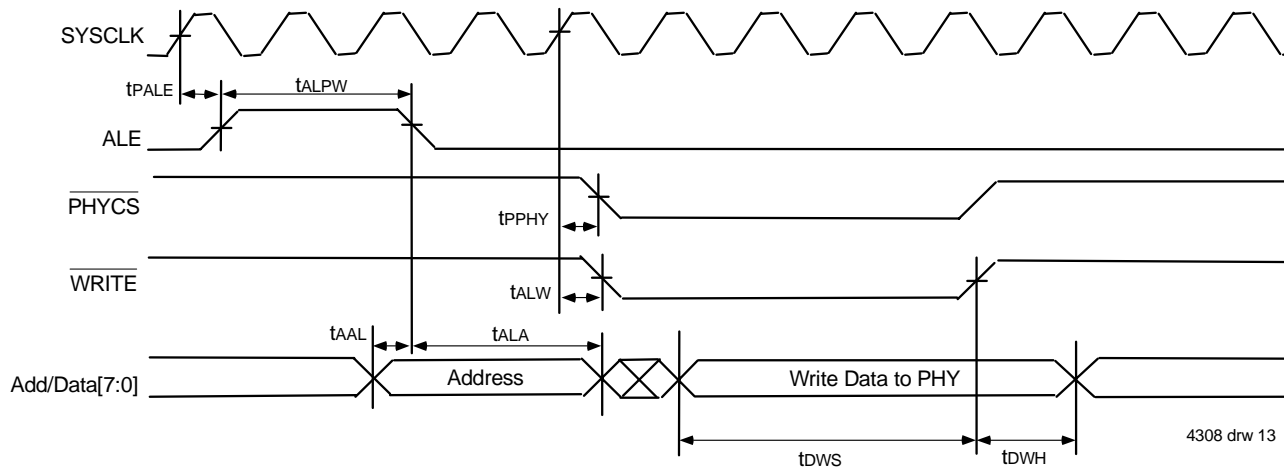 SYSCLK
tPALE
tALPW
ALE
PHYCS
tPPHY
WRITE
tALW
tAAL
tALA
Add/Data[7:0]
Address
Write Data to PHY
4308 drw 13
tDWS
tDWH